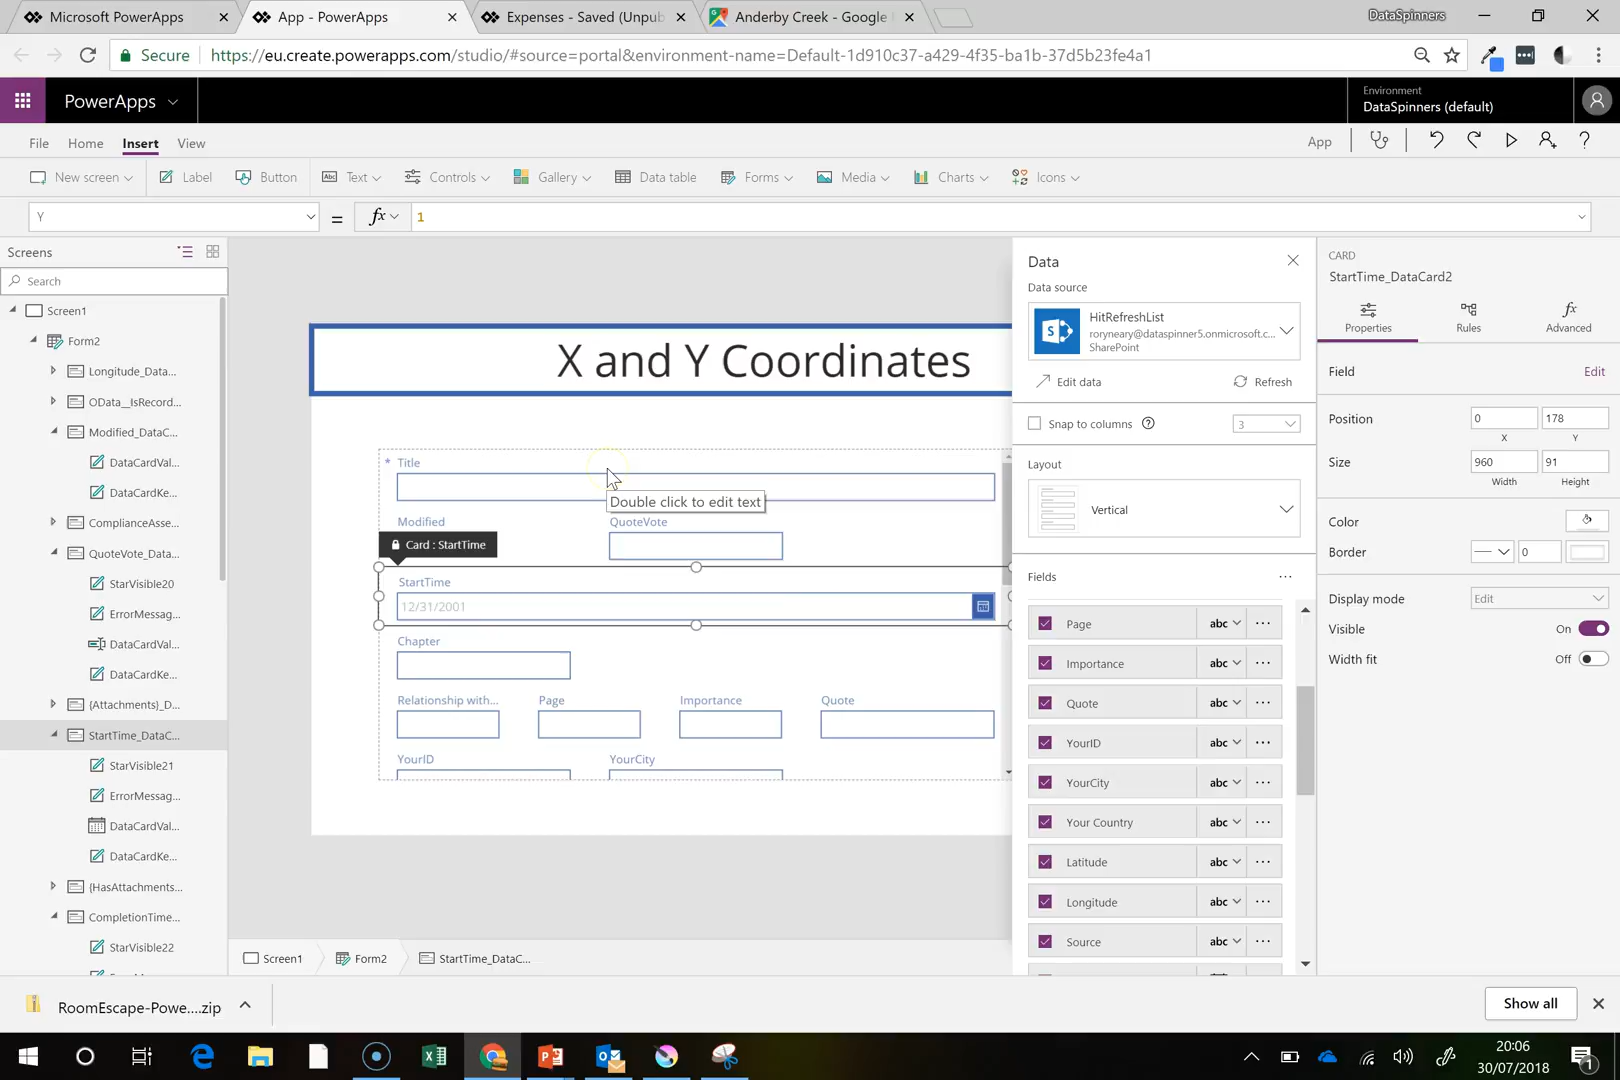 Microsoft PowerApps
App - PowerApps
Expenses - Saved (Unpub
Anderby Creek - Google
DataSpinners
Secure
https://eu.create.powerapps.com/studio/#source=portal&environment-name=Default-1d910c37-a429-4f35-ba1b-37d5b23fe4a1
PowerApps
Environment
DataSpinners (default)
File
Home
Insert
View
App
New screen
Label
Button
Abc Text
Controls
Gallery
Data table
Forms
Media
Charts
Icons
Y
=
fx
1
Screens
Search
Screen1
Form2
Longitude_Data...
OData__IsRecord...
Modified_DataC...
DataCardVal...
DataCardKe...
ComplianceAsse...
QuoteVote_Data...
StarVisible20
ErrorMessag...
DataCardVal...
DataCardKe...
{Attachments}_D...
StartTime_DataC...
StarVisible21
ErrorMessag...
DataCardVal...
DataCardKe...
{HasAttachments...
CompletionTime...
StarVisible22
X and Y Coordinates
* Title
Double click to edit text
Modified
QuoteVote
Card : StartTime
StartTime
12/31/2001
Chapter
Relationship with...
Page
Importance
Quote
YourID
YourCity
Screen1
Form2
StartTime_DataC...
Data
Data source
HitRefreshList
roryneary@dataspinner5.onmicrosoft.c...
SharePoint
Edit data
Refresh
Snap to columns
3
Layout
Vertical
Fields
...
Page abc ...
Importance abc ...
Quote abc ...
YourID abc ...
YourCity abc ...
Your Country abc ...
Latitude abc ...
Longitude abc ...
Source abc ...
CARD
StartTime_DataCard2
Properties
Rules
fx
Advanced
Field
Edit
Position
0
178
X
Y
Size
960
91
Width
Height
Color
Border
0
Display mode
Edit
Visible
On
Width fit
Off
RoomEscape-Powe....zip
Show all
20:06
30/07/2018
1